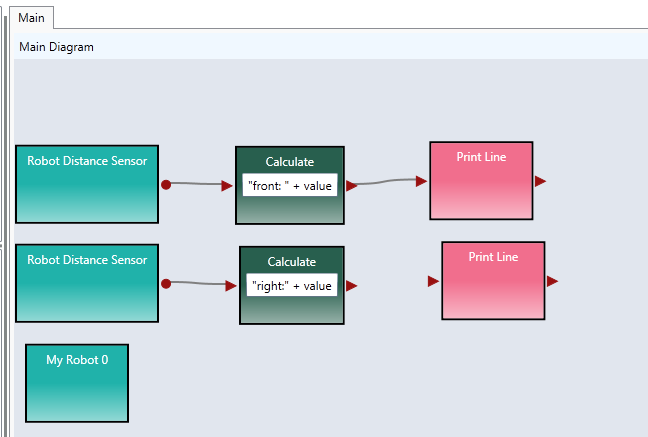 Main
Main Diagram
Robot Distance Sensor
Calculate
"front: " + value
Print Line
Robot Distance Sensor
Calculate
"right:" + value
Print Line
My Robot 0